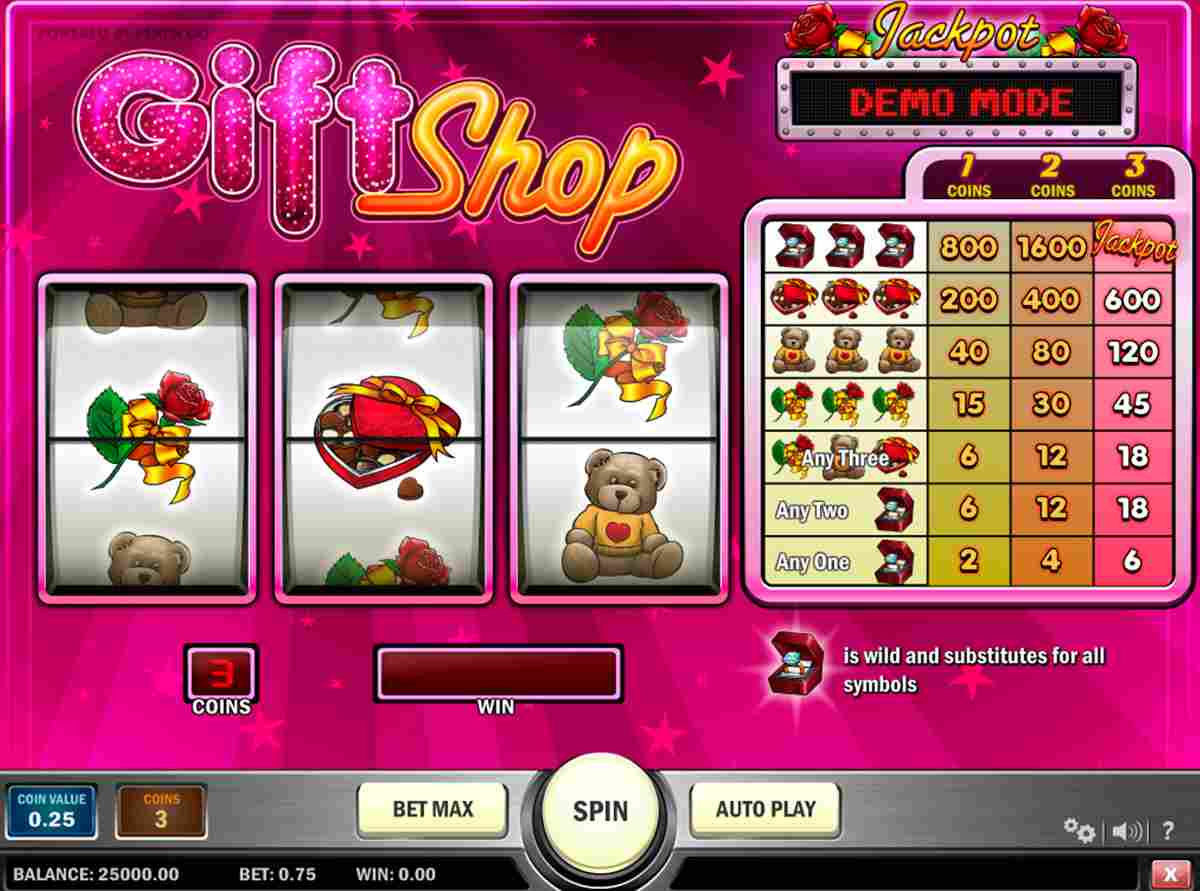 Gift Shop
Jackpot
DEMO MODE
1 2 3
COINS COINS COINS
800 1600 Jackpot
200 400 600
40 80 120
15 30 45
Any Three 6 12 18
Any Two 6 12 18
Any One 2 4 6
is wild and substitutes for all
symbols
3
COINS
WIN
COIN VALUE
0.25
COINS
3
BET MAX
SPIN
AUTO PLAY
?
BALANCE: 25000.00 BET: 0.75 WIN: 0.00
X